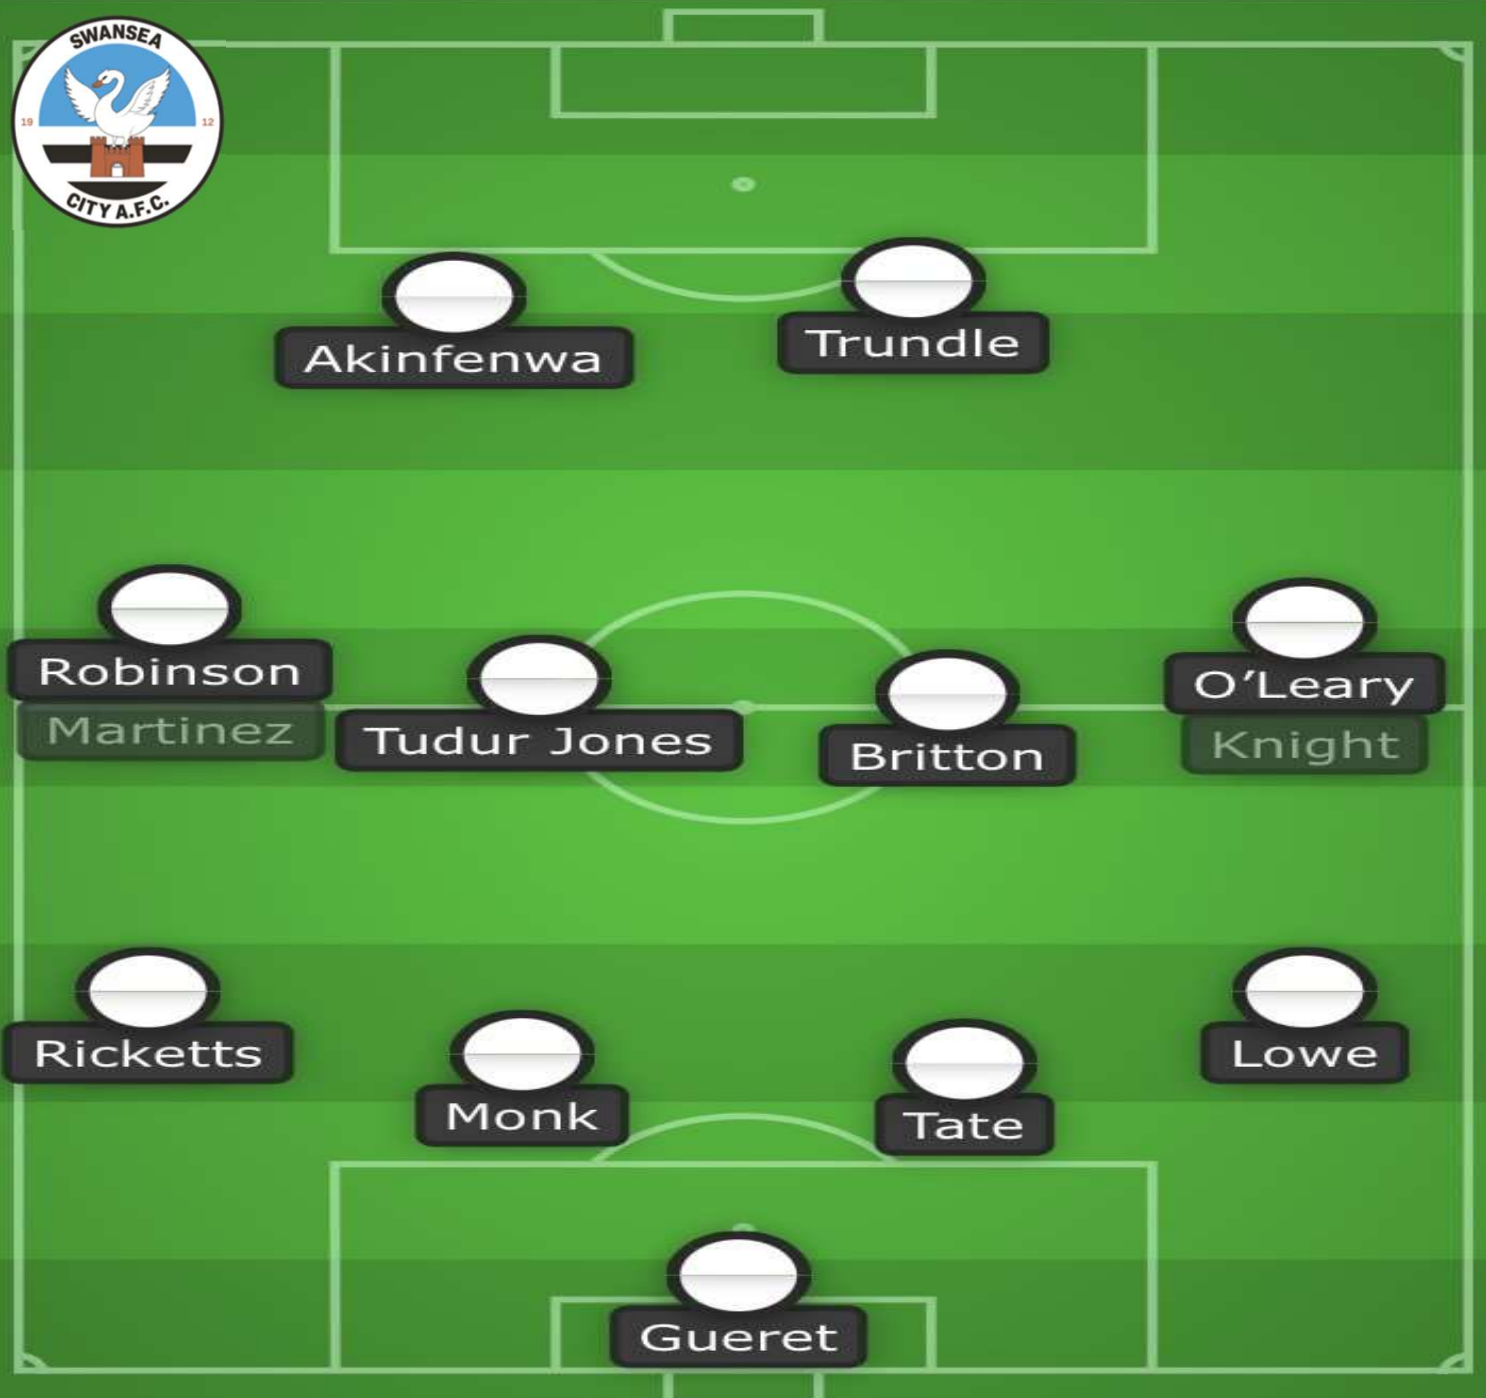 SWANSEA
19 12
CITY A.F.C.
Akinfenwa
Trundle
Robinson
Martinez
Tudur Jones
Britton
O'Leary
Knight
Ricketts
Monk
Tate
Lowe
Gueret